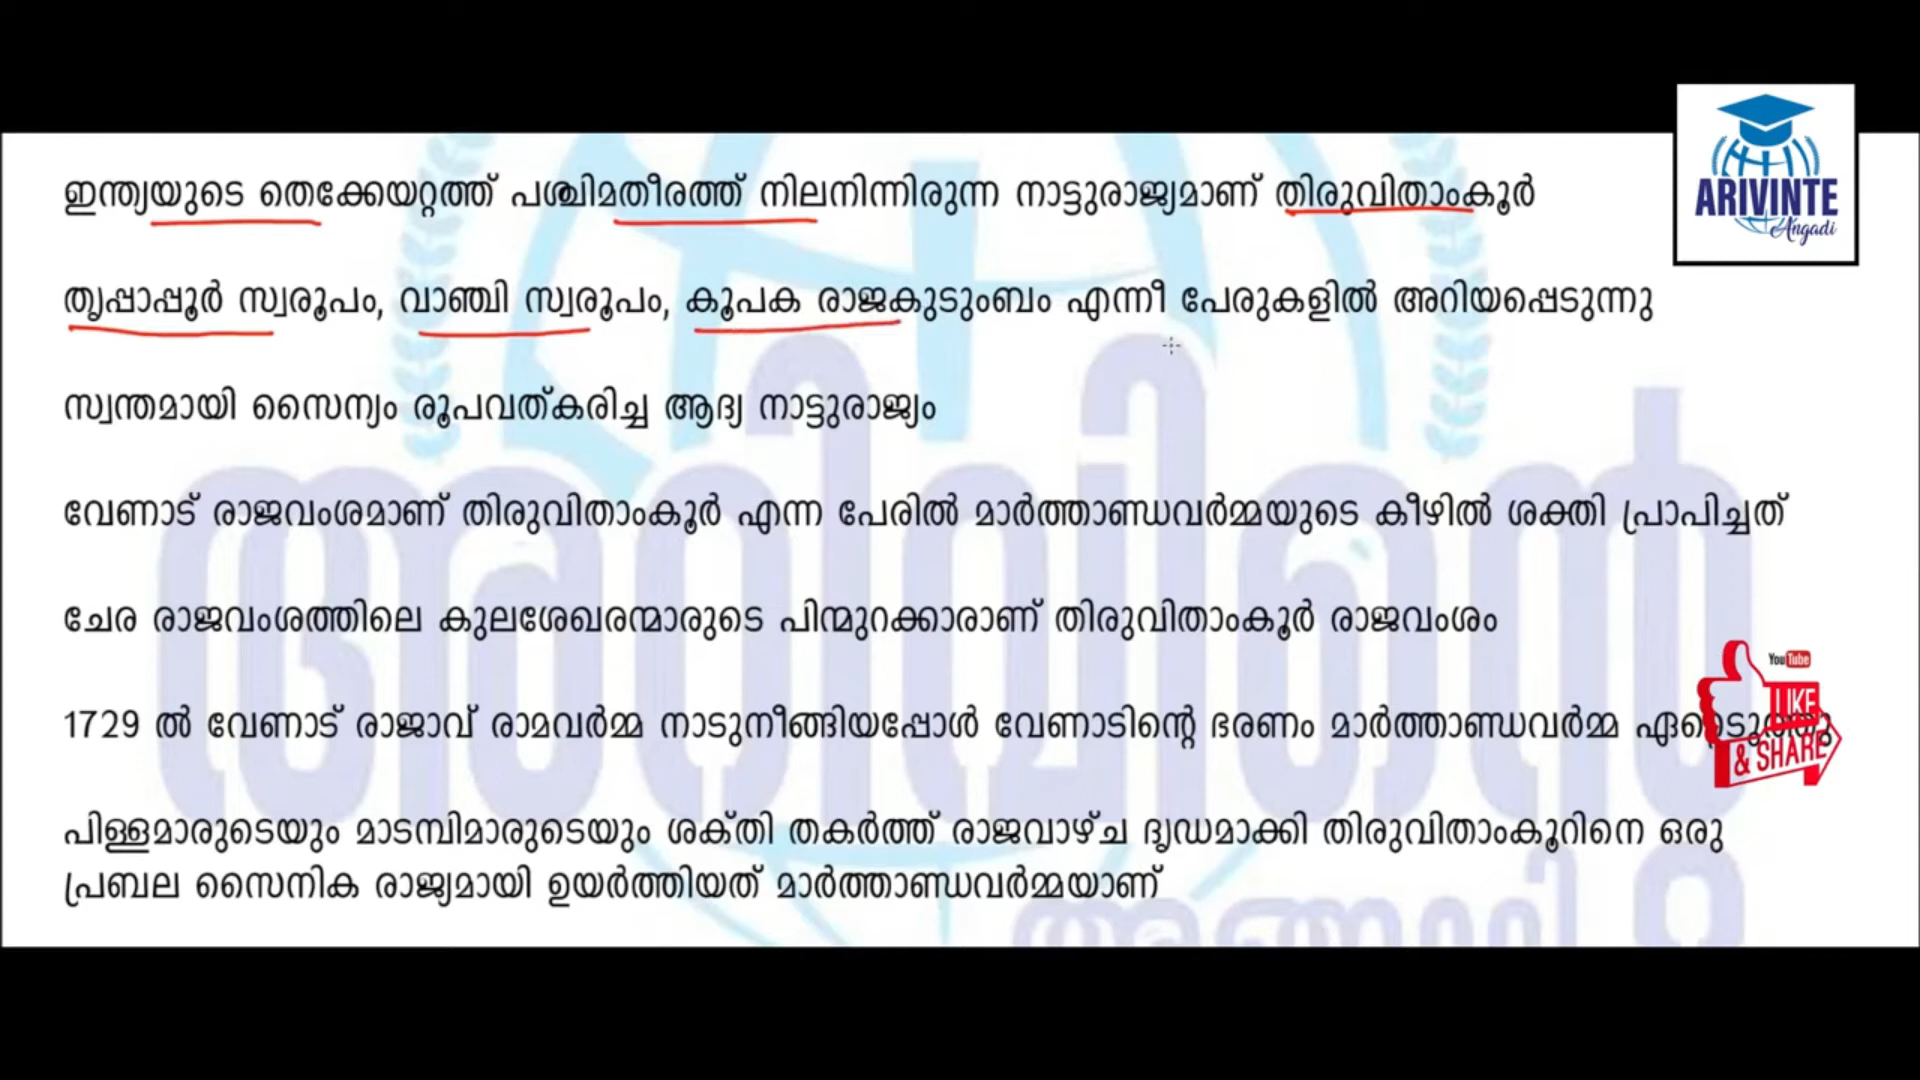 ഇന്ത്യയുടെ തെക്കേയറ്റത്ത് പശ്ചിമതീരത്ത് നിലനിന്നിരുന്ന നാട്ടുരാജ്യമാണ് തിരുവിതാംകൂർ
ARIVINTE
Angadi
തൃപ്പാപ്പൂർ സ്വരൂപം, വാഞ്ചി സ്വരൂപം, കൂപക രാജകുടുംബം എന്നീ പേരുകളിൽ അറിയപ്പെടുന്നു
സ്വന്തമായി സൈന്യം രൂപവത്കരിച്ച ആദ്യ നാട്ടുരാജ്യം
വേണാട് രാജവംശമാണ് തിരുവിതാംകൂർ എന്ന പേരിൽ മാർത്താണ്ഡവർമ്മയുടെ കീഴിൽ ശക്തി പ്രാപിച്ചത്
ചേര രാജവംശത്തിലെ കുലശേഖരന്മാരുടെ പിന്മുറക്കാരാണ് തിരുവിതാംകൂർ രാജവംശം
YouTube
LIKE
& SHARE
1729 ൽ വേണാട് രാജാവ് രാമവർമ്മ നാടുനീങ്ങിയപ്പോൾ വേണാടിന്റെ ഭരണം മാർത്താണ്ഡവർമ്മ
പിള്ളമാരുടെയും മാടമ്പിമാരുടെയും ശക്തി തകർത്ത് രാജവാഴ്ച ദൃഡമാക്കി തിരുവിതാംകൂറിനെ ഒരു
പ്രബല സൈനിക രാജ്യമായി ഉയർത്തിയത് മാർത്താണ്ഡവർമ്മയാണ്
അറിവിന്റെ
അങ്ങാടി